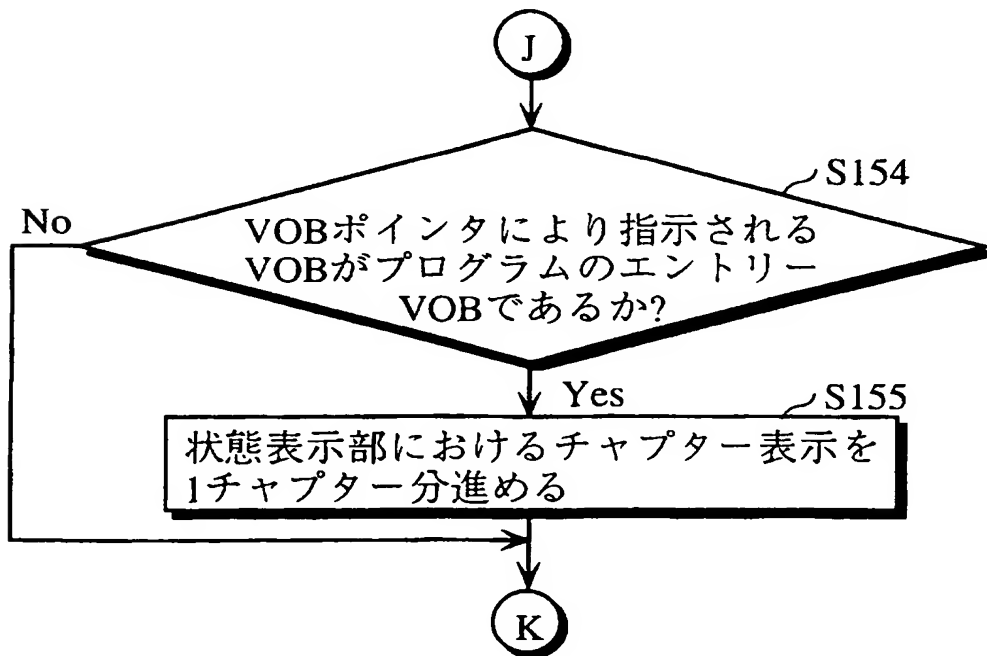 J
S154
No
VOBポインタにより指示される
VOBがプログラムのエントリー
VOBであるか?
Yes
S155
状態表示部におけるチャプター表示を
1チャプター分進める
K